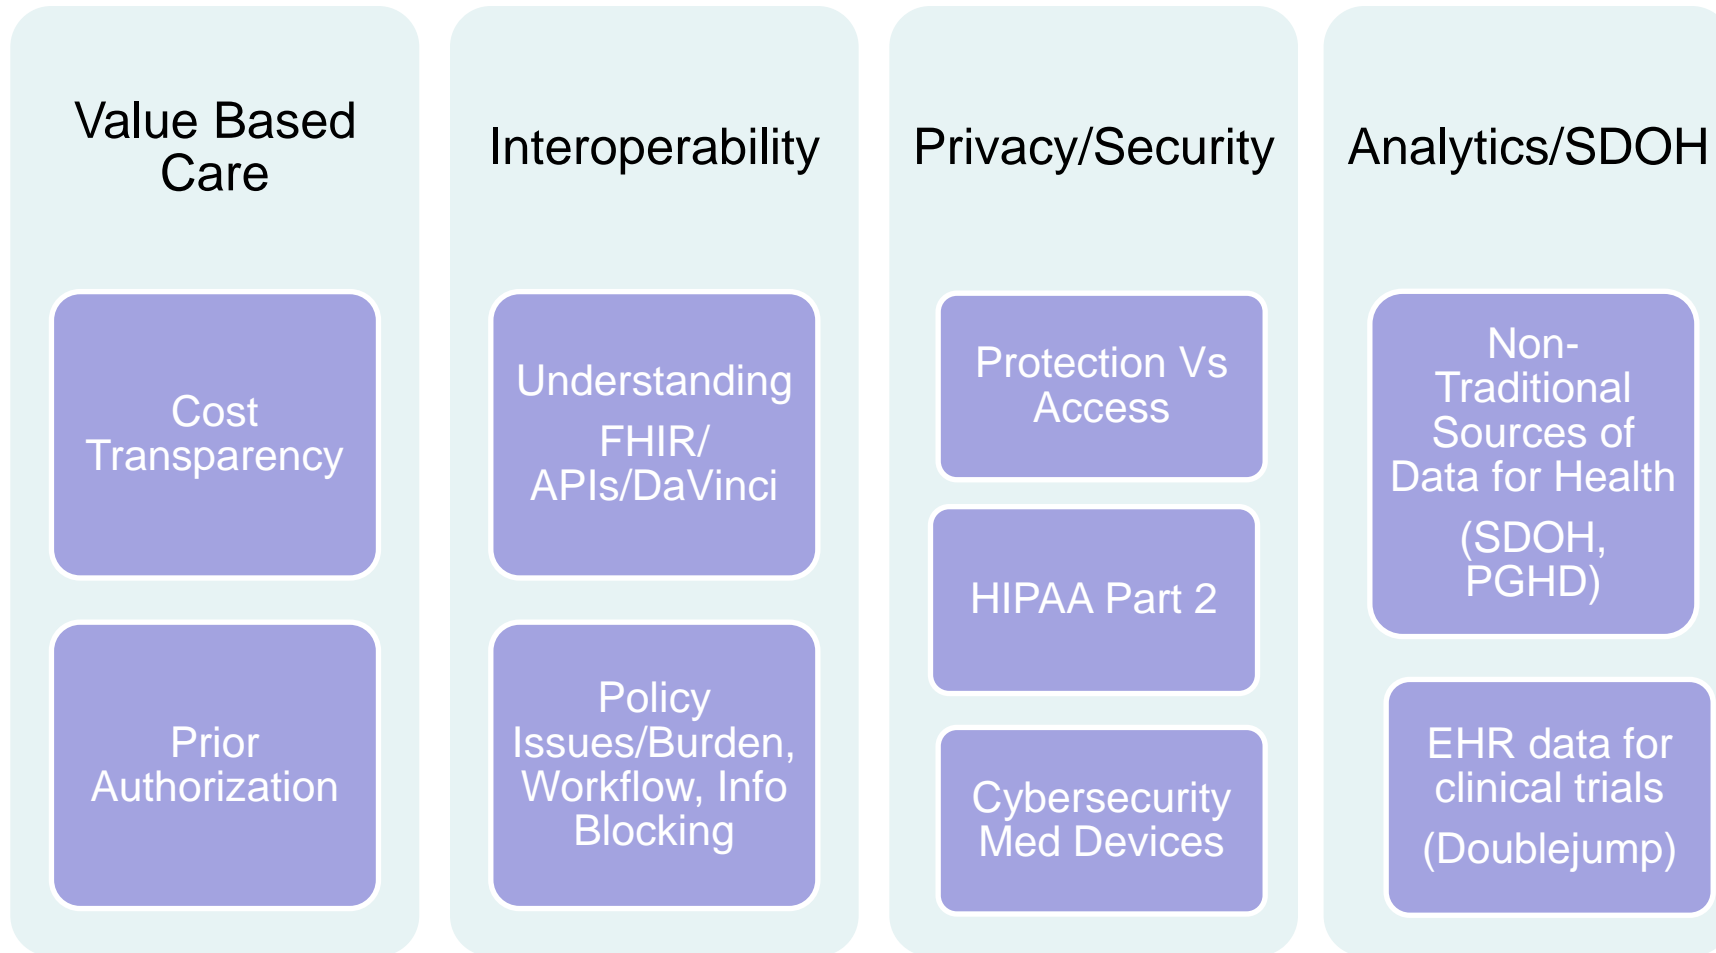 Value Based
Care
Cost
Transparency
Prior
Authorization
Interoperability
Understanding
FHIR/
APIs/DaVinci
Policy
Issues/Burden,
Workflow, Info
Blocking
Privacy/Security
Protection Vs
Access
HIPAA Part 2
Cybersecurity
Med Devices
Analytics/SDOH
Non-
Traditional
Sources of
Data for Health
(SDOH,
PGHD)
EHR data for
clinical trials
(Doublejump)